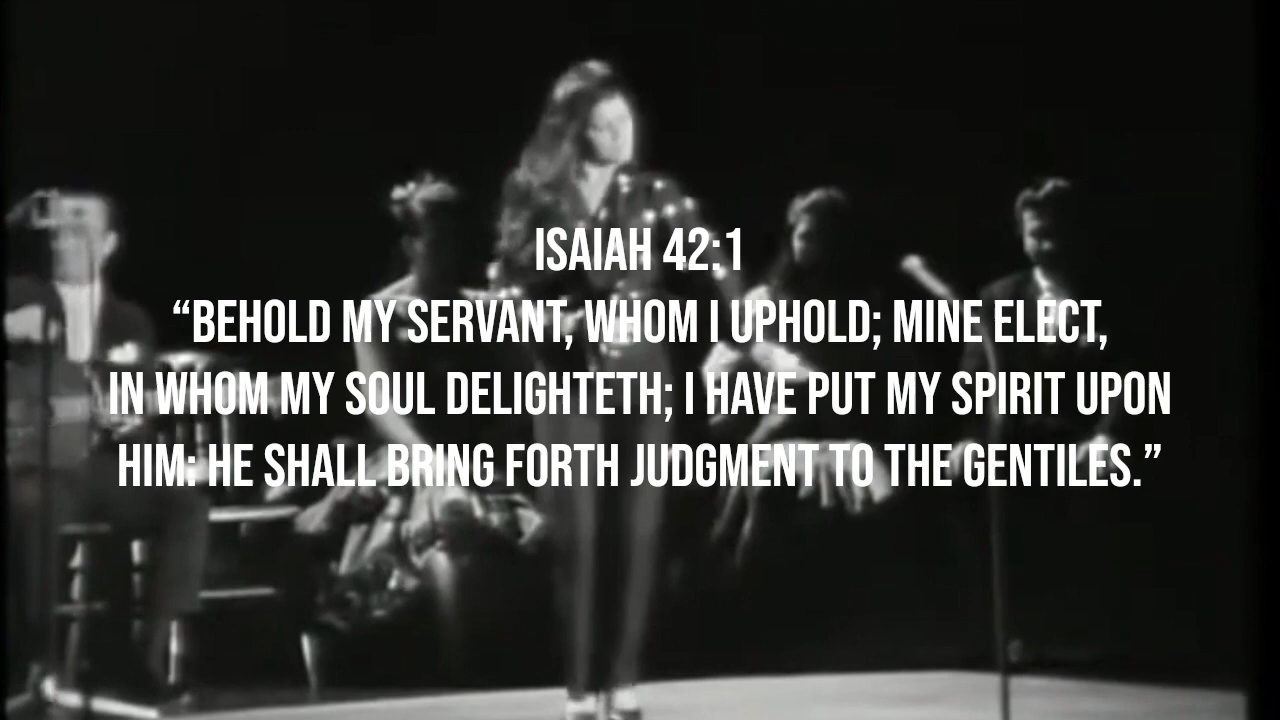 ISAIAH 42:1
“BEHOLD MY SERVANT, WHOM I UPHOLD; MINE ELECT,
IN WHOM MY SOUL DELIGHTETH; I HAVE PUT MY SPIRIT UPON
HIM: HE SHALL BRING FORTH JUDGMENT TO THE GENTILES.”